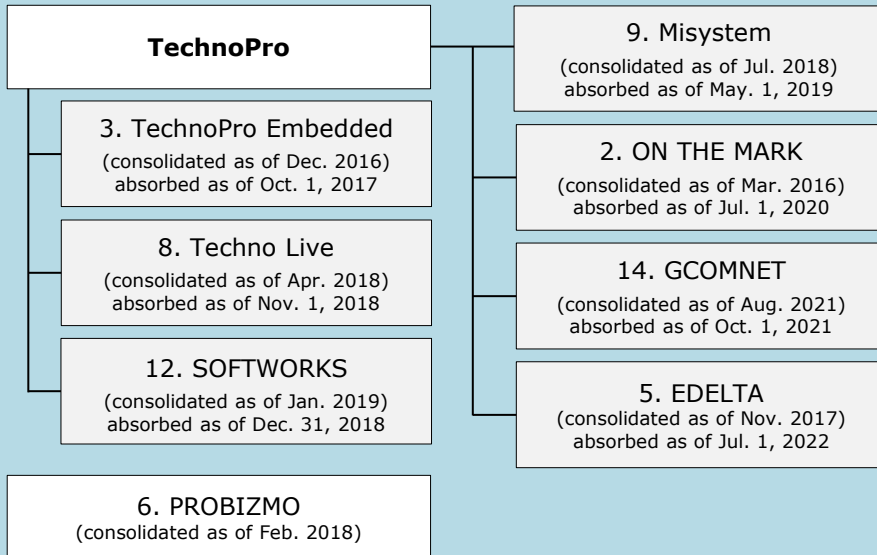 TechnoPro
3. TechnoPro Embedded
(consolidated as of Dec. 2016)
absorbed as of Oct. 1, 2017
8. Techno Live
(consolidated as of Apr. 2018)
absorbed as of Nov. 1, 2018
12. SOFTWORKS
(consolidated as of Jan. 2019)
absorbed as of Dec. 31, 2018
6. PROBIZMO
(consolidated as of Feb. 2018)
9. Misystem
(consolidated as of Jul. 2018)
absorbed as of May. 1, 2019
2. ON THE MARK
(consolidated as of Mar. 2016)
absorbed as of Jul. 1, 2020
14. GCOMNET
(consolidated as of Aug. 2021)
absorbed as of Oct. 1, 2021
5. EDELTA
(consolidated as of Nov. 2017)
absorbed as of Jul. 1, 2022